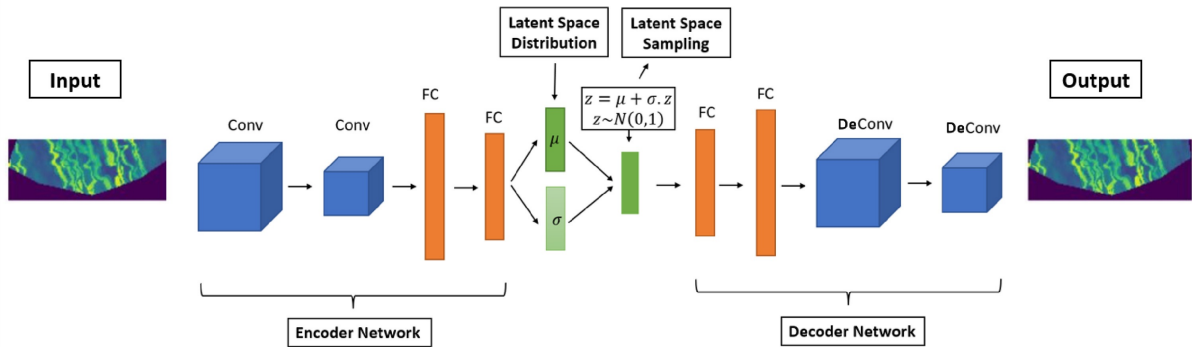 Input
Conv
Conv
FC
FC
Latent Space
Distribution
μ
σ
Latent Space
Sampling
z = μ + σ. z
z~N(0,1)
FC
FC
DeConv
DeConv
Output
Encoder Network
Decoder Network